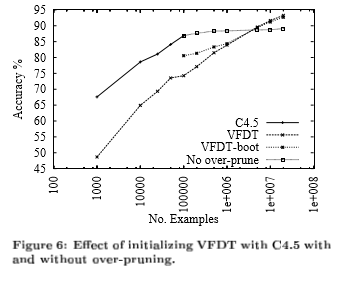 95
90
85
80
75
70
65
60
55
50
45
Accuracy %
C4.5
VFDT
VFDT-boot
No over-prune
100
1000
10000
100000
1e+006
1e+007
1e+008
No. Examples
Figure 6: Effect of initializing VFDT with C4.5 with
and without over-pruning.